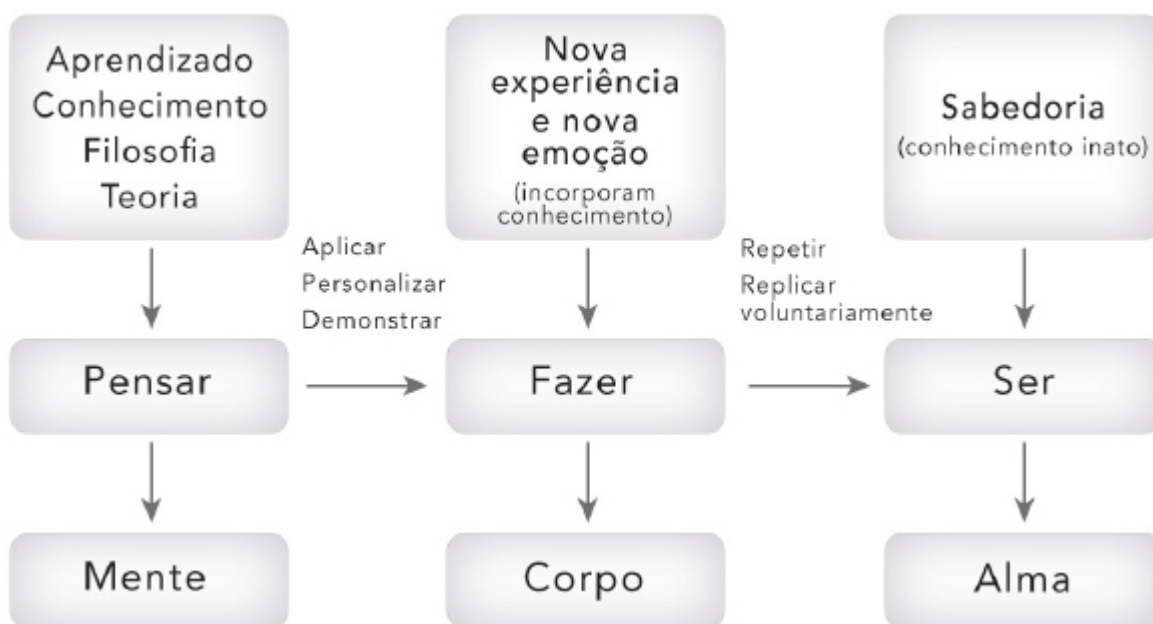 Aprendizado
Conhecimento
Filosofia
Teoria
Nova
experiência
e nova
emoção
(incorporam
conhecimento)
Sabedoria
(conhecimento inato)
Aplicar
Personalizar
Demonstrar
Repetir
Replicar
voluntariamente
Pensar
Fazer
Ser
Mente
Corpo
Alma